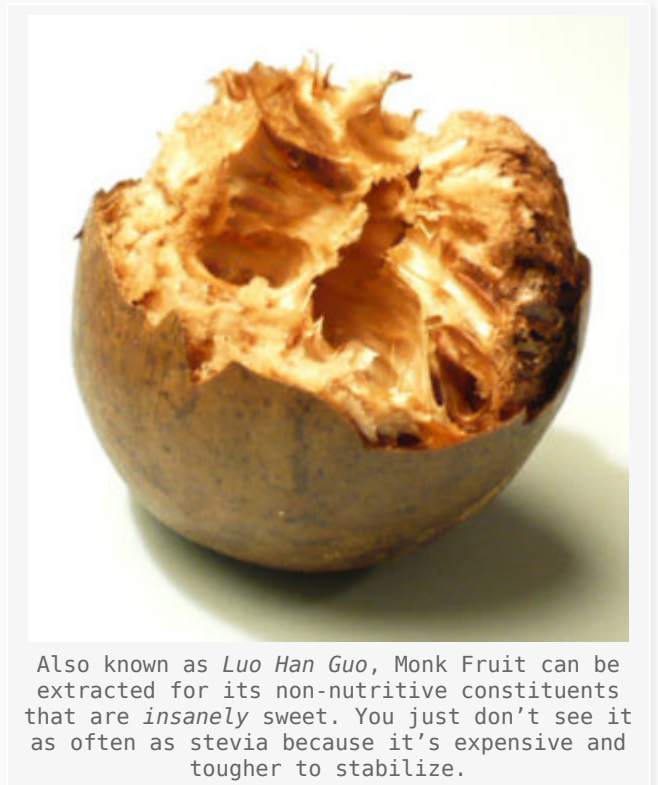 Also known as Luo Han Guo, Monk Fruit can be
extracted for its non-nutritive constituents
that are insanely sweet. You just don’t see it
as often as stevia because it’s expensive and
tougher to stabilize.